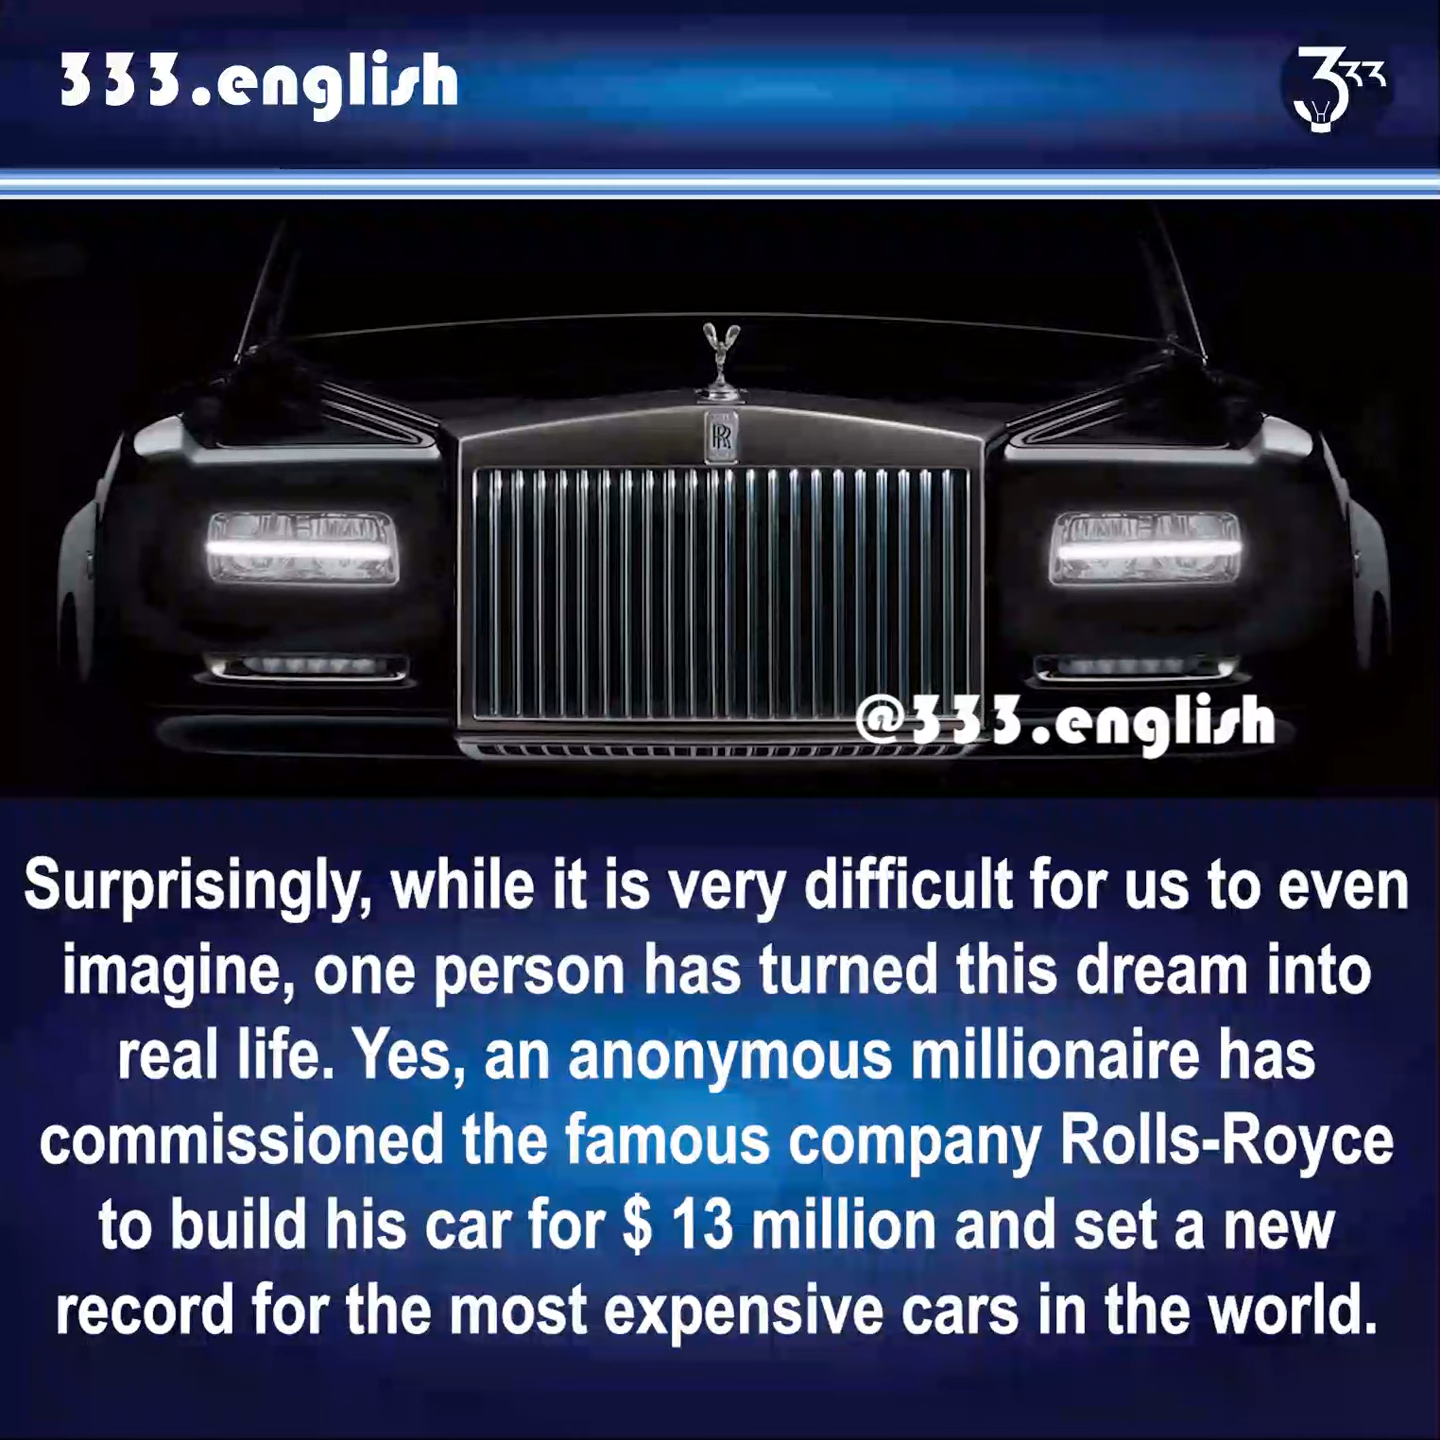 333.english
333
RR
@333.english
Surprisingly, while it is very difficult for us to even
imagine, one person has turned this dream into
real life. Yes, an anonymous millionaire has
commissioned the famous company Rolls-Royce
to build his car for $ 13 million and set a new
record for the most expensive cars in the world.